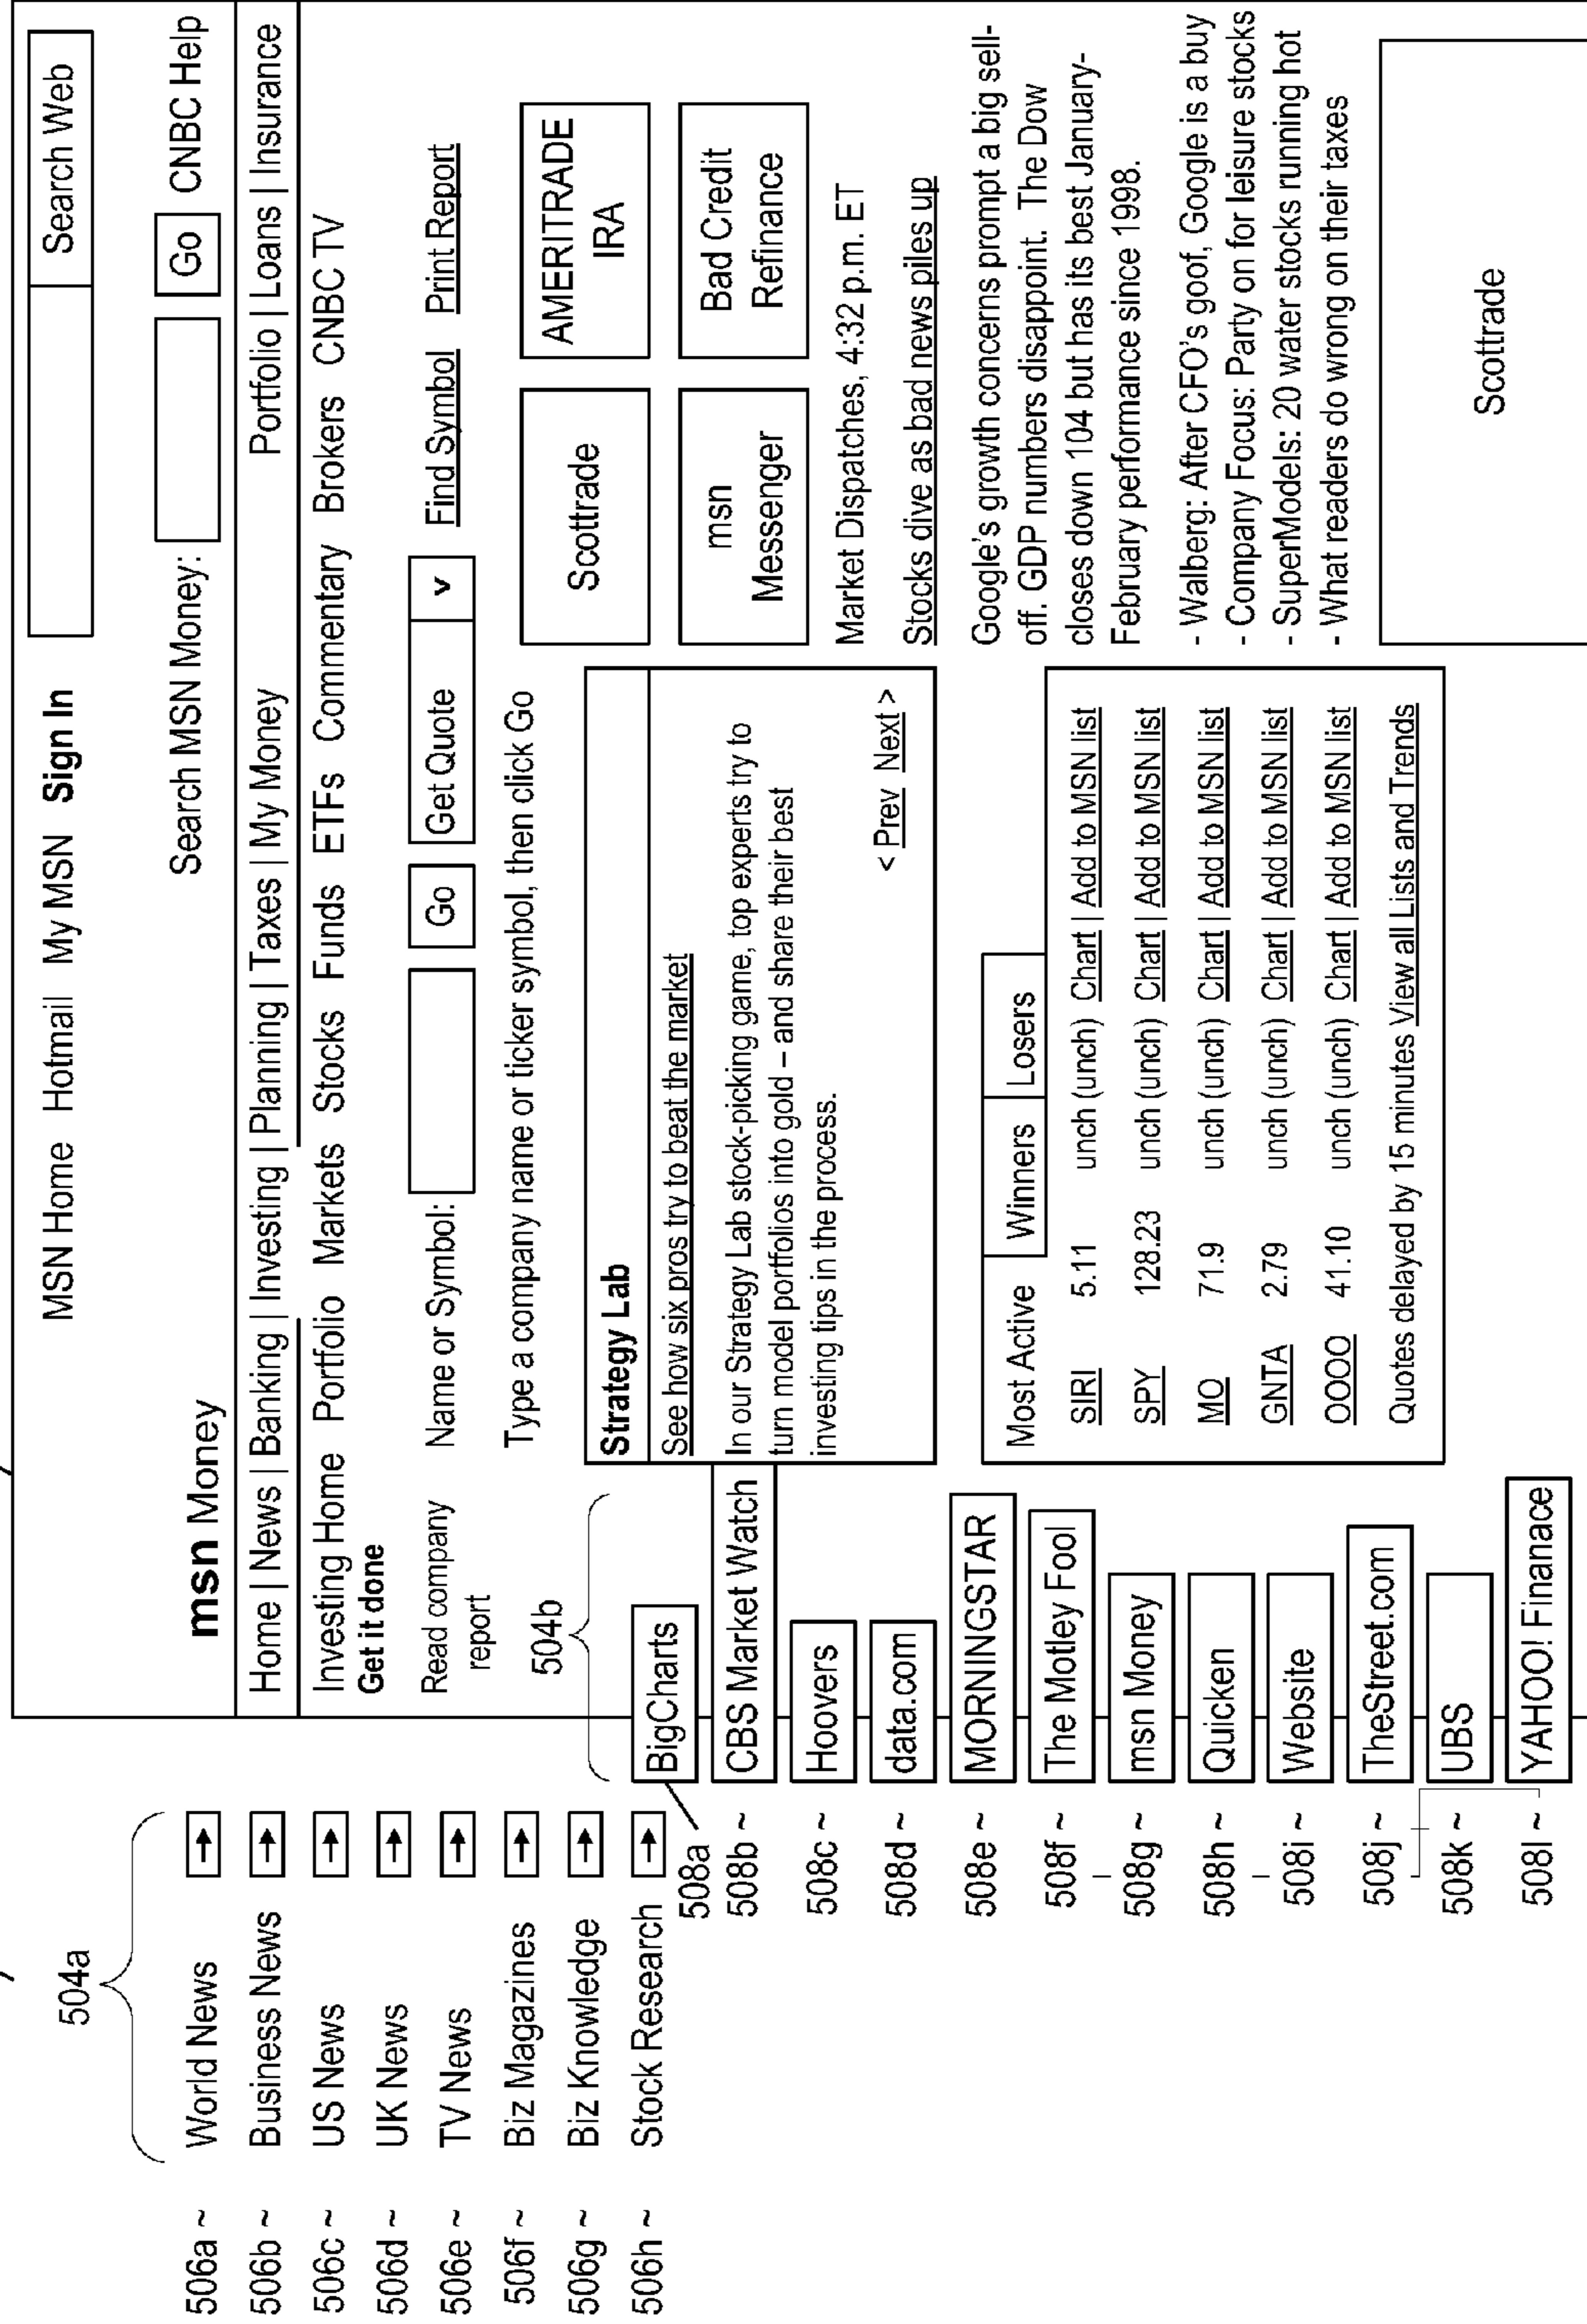 MSN Home Hotmail My MSN Sign In Search Web
msn Money Search MSN Money: Go CNBC Help
Home | News | Banking | Investing | Planning | Taxes | My Money Portfolio | Loans | Insurance
Investing Home Portfolio Markets Stocks Funds ETFs Commentary Brokers CNBC TV
Get it done
Read company
report
Name or Symbol: Go Get Quote v Find Symbol Print Report
Type a company name or ticker symbol, then click Go
504a
506a ~ World News →
506b ~ Business News →
506c ~ US News →
506d ~ UK News →
506e ~ TV News →
506f ~ Biz Magazines →
506g ~ Biz Knowledge →
506h ~ Stock Research →
504b
508a BigCharts
508b ~ CBS Market Watch
508c ~ Hoovers
508d ~ data.com
508e ~ MORNINGSTAR
508f ~ The Motley Fool
508g ~ msn Money
508h ~ Quicken
508i ~ Website
508j ~ TheStreet.com
508k ~ UBS
508l ~ YAHOO! Finanace
Strategy Lab
See how six pros try to beat the market
In our Strategy Lab stock-picking game, top experts try to
turn model portfolios into gold – and share their best
investing tips in the process.
< Prev Next >
Most Active Winners Losers
SIRI 5.11 unch (unch) Chart | Add to MSN list
SPY 128.23 unch (unch) Chart | Add to MSN list
MO 71.9 unch (unch) Chart | Add to MSN list
GNTA 2.79 unch (unch) Chart | Add to MSN list
OOOO 41.10 unch (unch) Chart | Add to MSN list
Quotes delayed by 15 minutes View all Lists and Trends
Scottrade
AMERITRADE
IRA
msn
Messenger
Bad Credit
Refinance
Market Dispatches, 4:32 p.m. ET
Stocks dive as bad news piles up
Google's growth concerns prompt a big sell-
off. GDP numbers disappoint. The Dow
closes down 104 but has its best January-
February performance since 1998.
- Walberg: After CFO's goof, Google is a buy
- Company Focus: Party on for leisure stocks
- SuperModels: 20 water stocks running hot
- What readers do wrong on their taxes
Scottrade